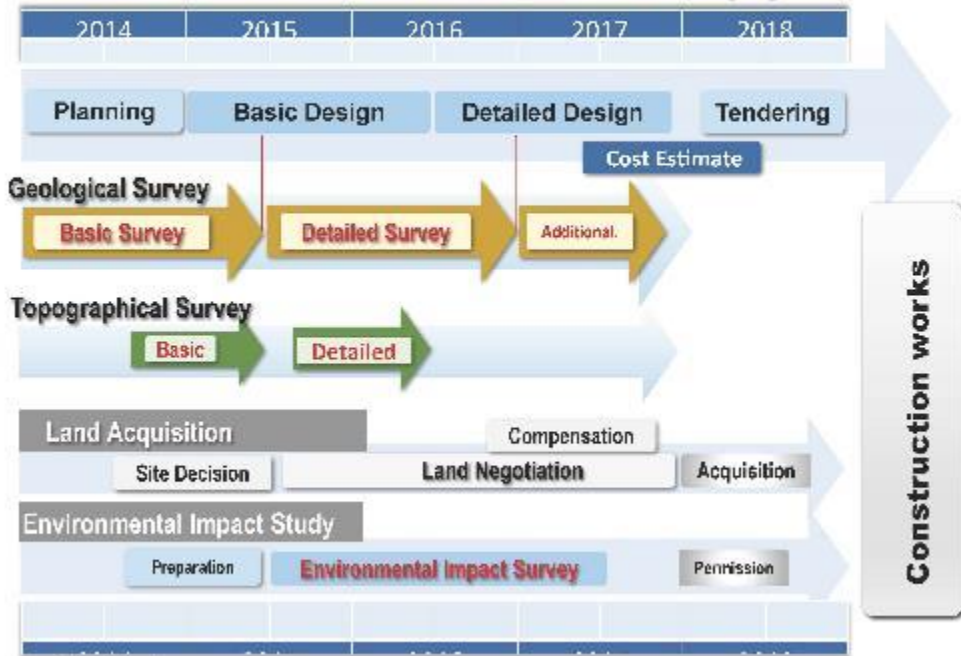 2014 2015 2016 2017 2018
Planning Basic Design Detailed Design Tendering
Cost Estimate
Geological Survey
Basic Survey Detailed Survey Additional.
Topographical Survey
Basic Detailed
Land Acquisition
Compensation
Site Decision Land Negotiation Acquisition
Environmental Impact Study
Preparation Environmental Impact Survey Permission
Construction works